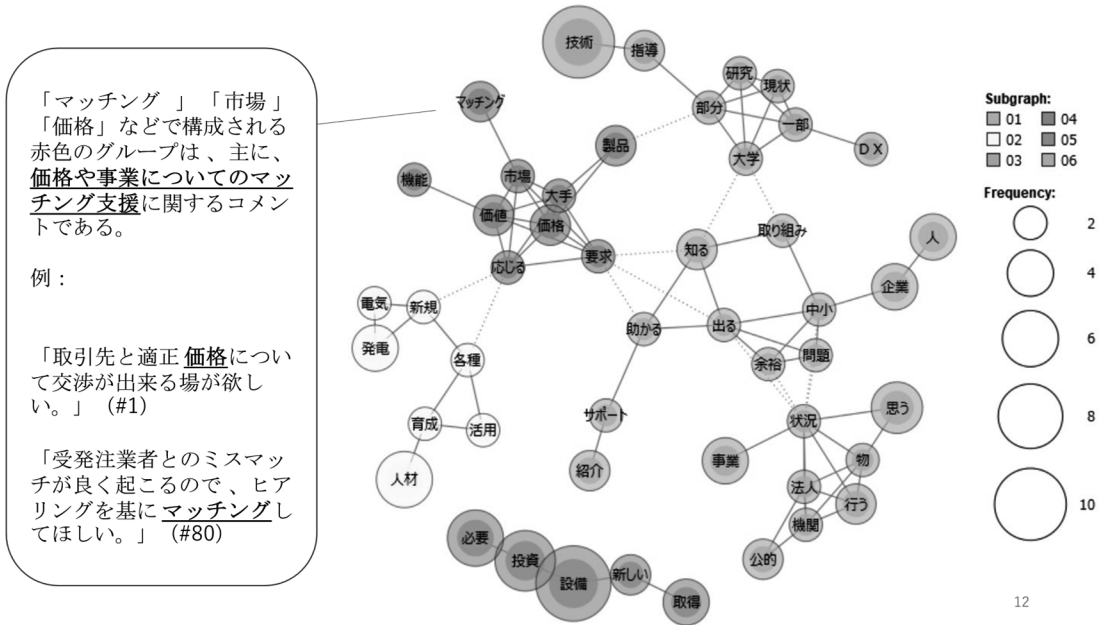 「マッチング 」「市場 」
「価格」などで構成される
赤色のグループは 、主に、
価格や事業についてのマッ
チング支援に関するコメン
トである。
例：
「取引先と適正 価格につい
て交渉が出来る場が欲し
い。」（#1）
「受発注業者とのミスマッ
チが良く起こるので 、ヒア
リングを基に マッチングし
てほしい。」（#80）
技術
指導
研究
現状
部分
一部
大学
ＤＸ
マッチング
製品
機能
市場
大手
価値
価格
要求
応じる
知る
取り組み
人
企業
電気
新規
発電
各種
助かる
出る
中小
余裕
問題
育成
活用
人材
サポート
紹介
状況
思う
事業
物
法人
行う
機関
公的
必要
投資
設備
新しい
取得
Subgraph:
01 04
02 05
03 06
Frequency:
2
4
6
8
10
12